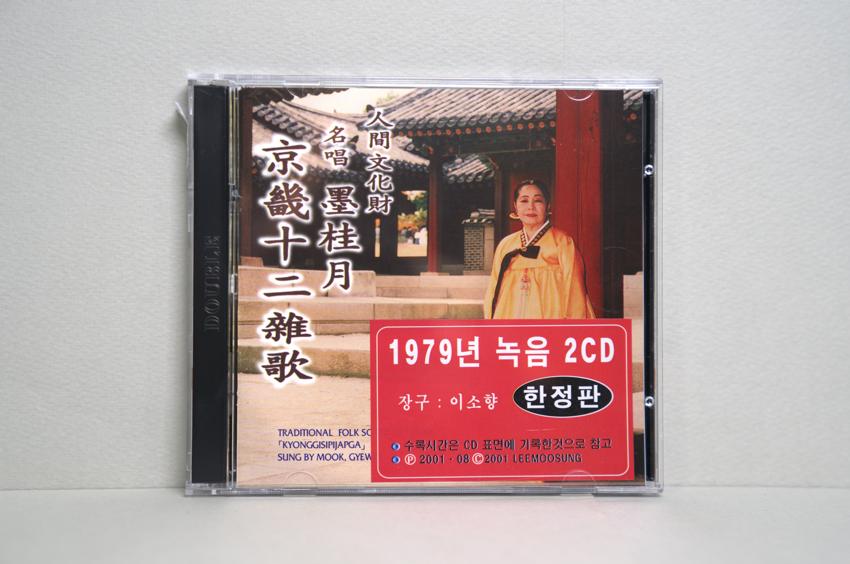 人間文化財
名唱 墨桂月
京畿十二雜歌
TRADITIONAL FOLK
「KYONGGISIPIJAPGA」
SUNG BY MOOK,
1979년 녹음 2CD
장구 : 이소향 한정판
수록시간은 CD 표면에 기록한것으로 참고
Ⓟ 2001 · 08 Ⓒ 2001 LEEMOOSUNG
DOUBLE